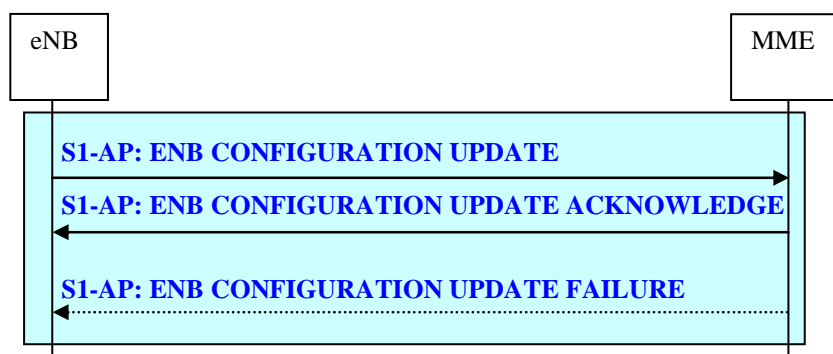 eNB
MME
S1-AP: ENB CONFIGURATION UPDATE
S1-AP: ENB CONFIGURATION UPDATE ACKNOWLEDGE
S1-AP: ENB CONFIGURATION UPDATE FAILURE